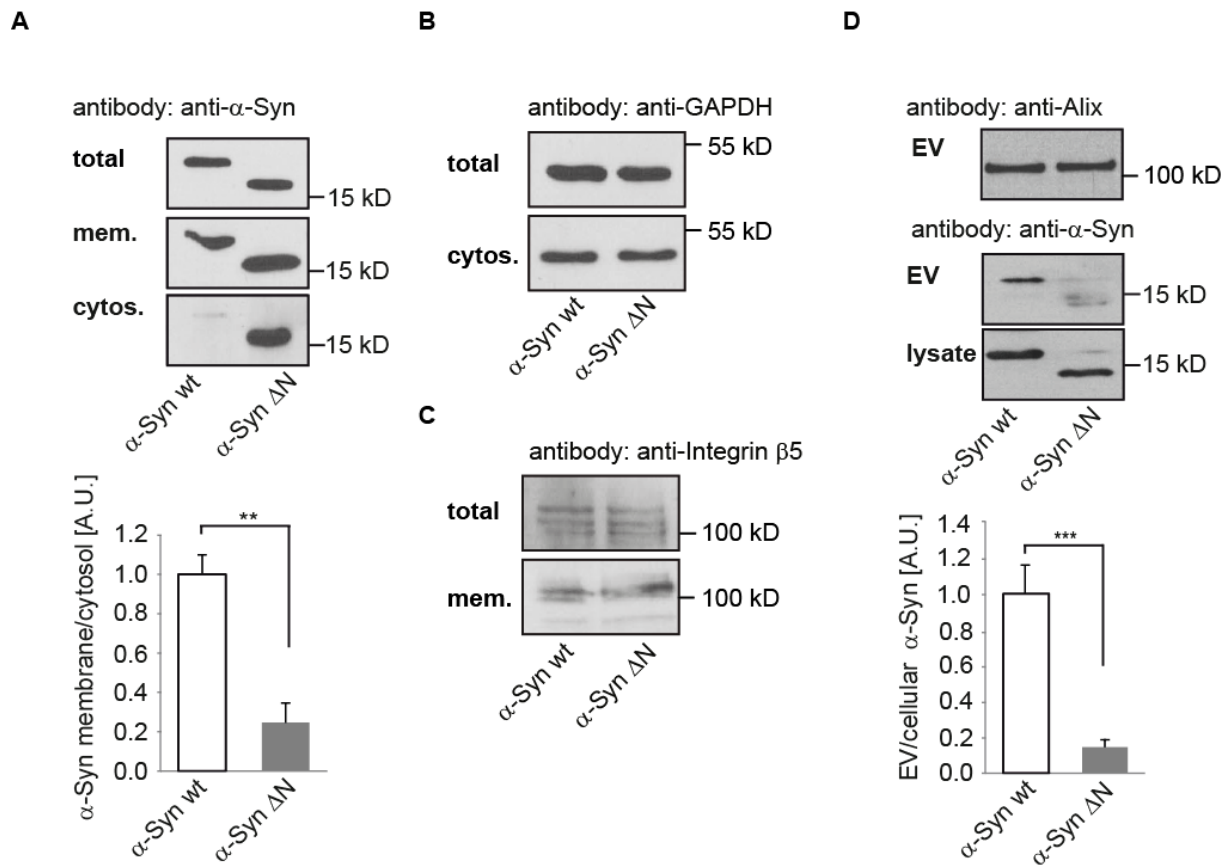 A
antibody: anti-α-Syn
total
15 kD
mem.
15 kD
cytos.
15 kD
α-Syn wt
α-Syn ΔN
α-Syn membrane/cytosol [A.U.]
1.2
1.0
0.8
0.6
0.4
0.2
0.0
**
α-Syn wt
α-Syn ΔN
B
antibody: anti-GAPDH
total
55 kD
cytos.
55 kD
α-Syn wt
α-Syn ΔN
C
antibody: anti-Integrin β5
total
100 kD
mem.
100 kD
α-Syn wt
α-Syn ΔN
D
antibody: anti-Alix
EV
100 kD
antibody: anti-α-Syn
EV
15 kD
lysate
15 kD
α-Syn wt
α-Syn ΔN
EV/cellular α-Syn [A.U.]
1.4
1.2
1.0
0.8
0.6
0.4
0.2
0.0
***
α-Syn wt
α-Syn ΔN